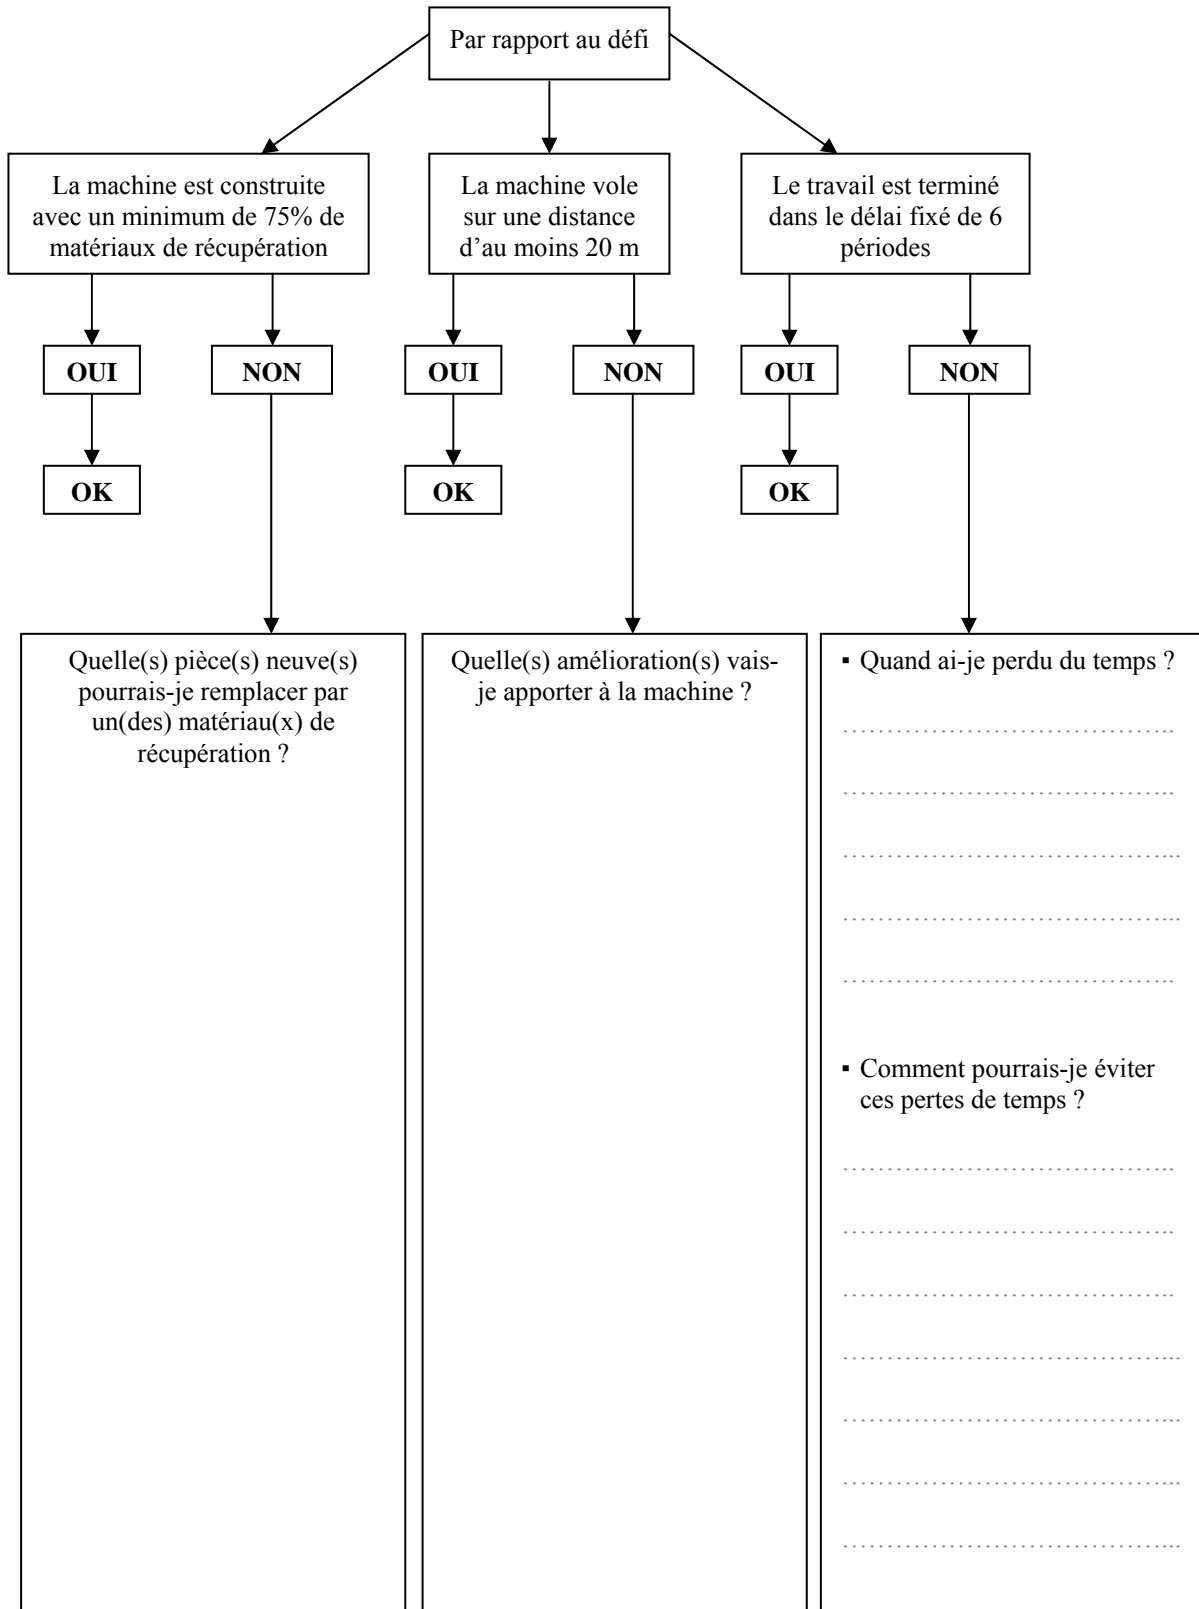 Par rapport au défi
La machine est construite
avec un minimum de 75% de
matériaux de récupération
La machine vole
sur une distance
d’au moins 20 m
Le travail est terminé
dans le délai fixé de 6
périodes
OUI
NON
OUI
NON
OUI
NON
OK
OK
OK
Quelle(s) pièce(s) neuve(s)
pourrais-je remplacer par
un(des) matériau(x) de
récupération ?
Quelle(s) amélioration(s) vais-
je apporter à la machine ?
▪ Quand ai-je perdu du temps ?
…………………………………..
…………………………………..
…………………………………...
…………………………………...
…………………………………..
▪ Comment pourrais-je éviter
ces pertes de temps ?
…………………………………..
…………………………………..
…………………………………..
…………………………………...
…………………………………...
…………………………………...
…………………………………...